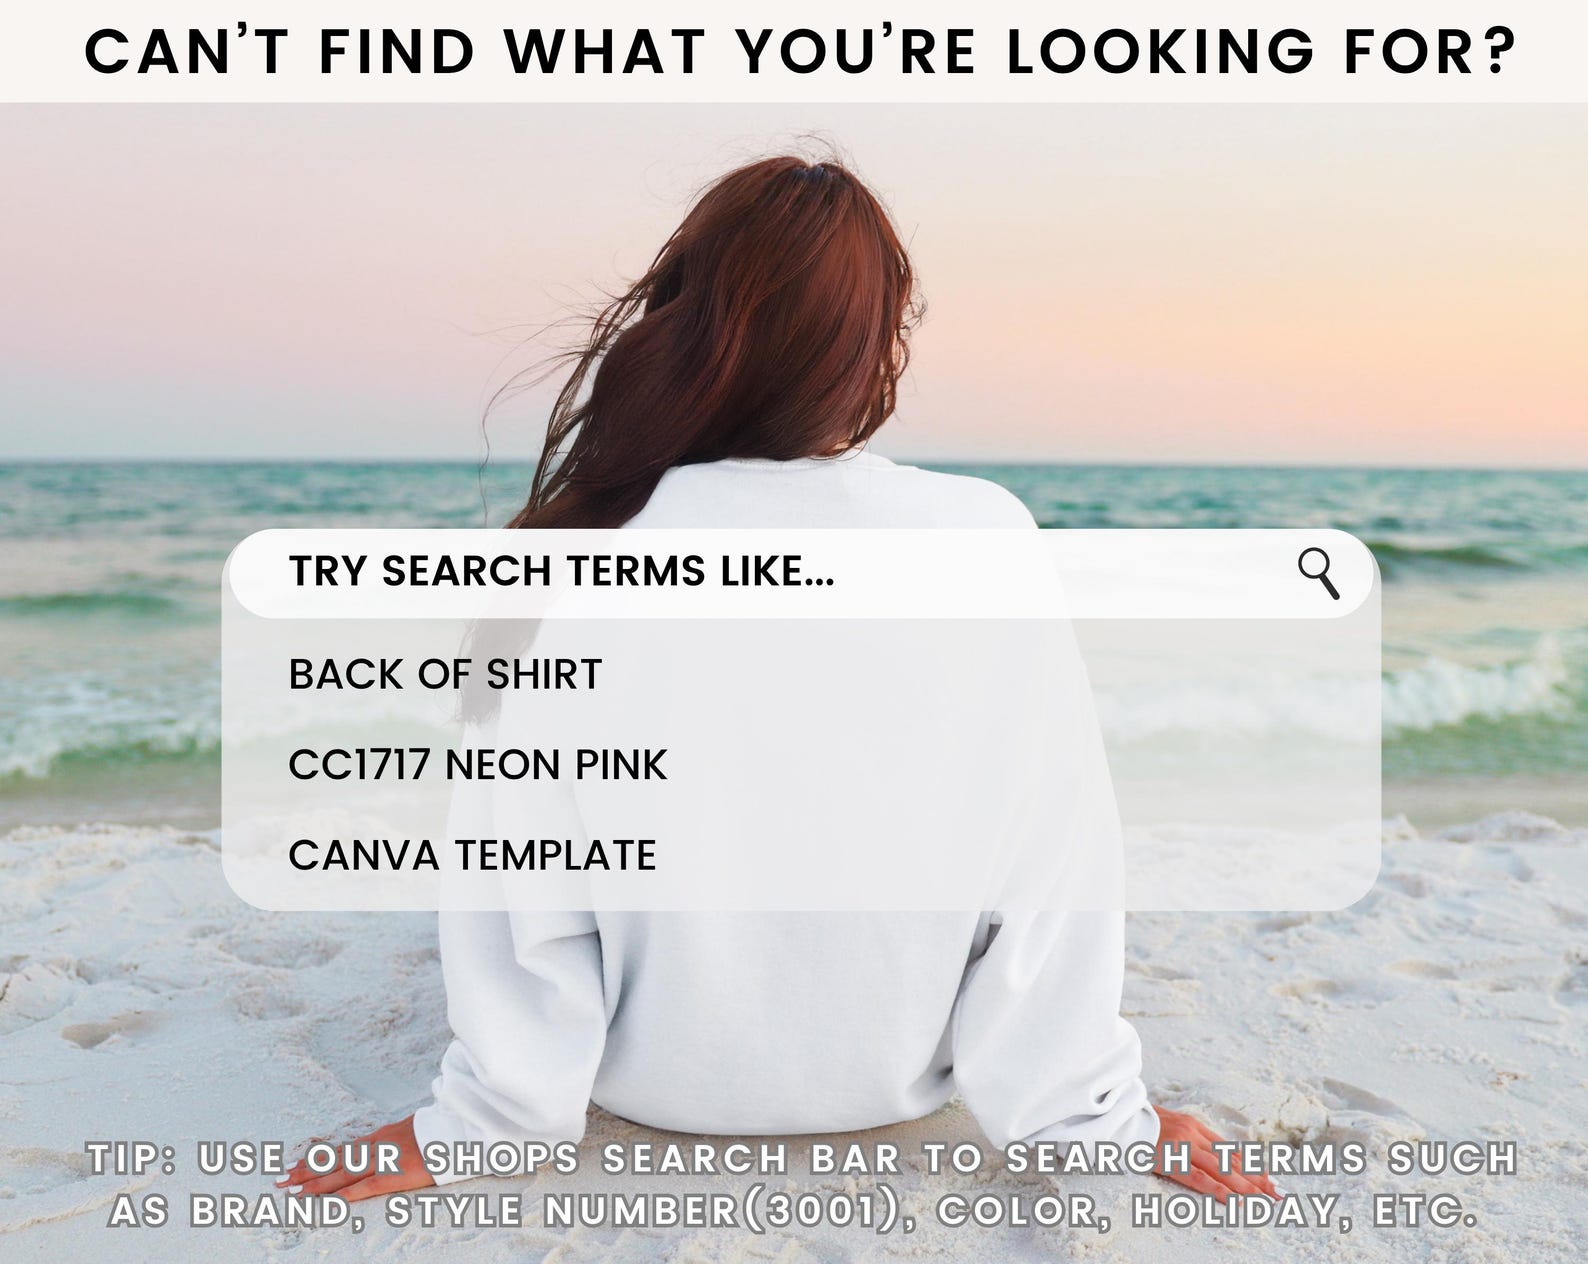 CAN’T FIND WHAT YOU’RE LOOKING FOR?
TRY SEARCH TERMS LIKE...
BACK OF SHIRT
CC1717 NEON PINK
CANVA TEMPLATE
TIP: USE OUR SHOPS SEARCH BAR TO SEARCH TERMS SUCH
AS BRAND, STYLE NUMBER(3001), COLOR, HOLIDAY, ETC.